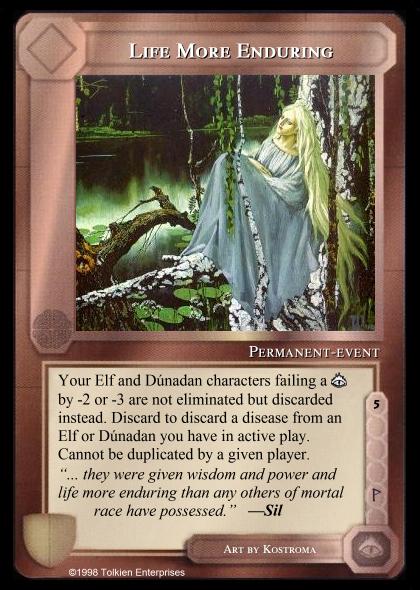 Life More Enduring
Permanent-event
Your Elf and Dúnadan characters failing a
by -2 or -3 are not eliminated but discarded
instead. Discard to discard a disease from an
Elf or Dúnadan you have in active play.
Cannot be duplicated by a given player.
“... they were given wisdom and power and
life more enduring than any others of mortal
race have possessed.” —Sil
5
ᚹ
Art by Kostroma
©1998 Tolkien Enterprises